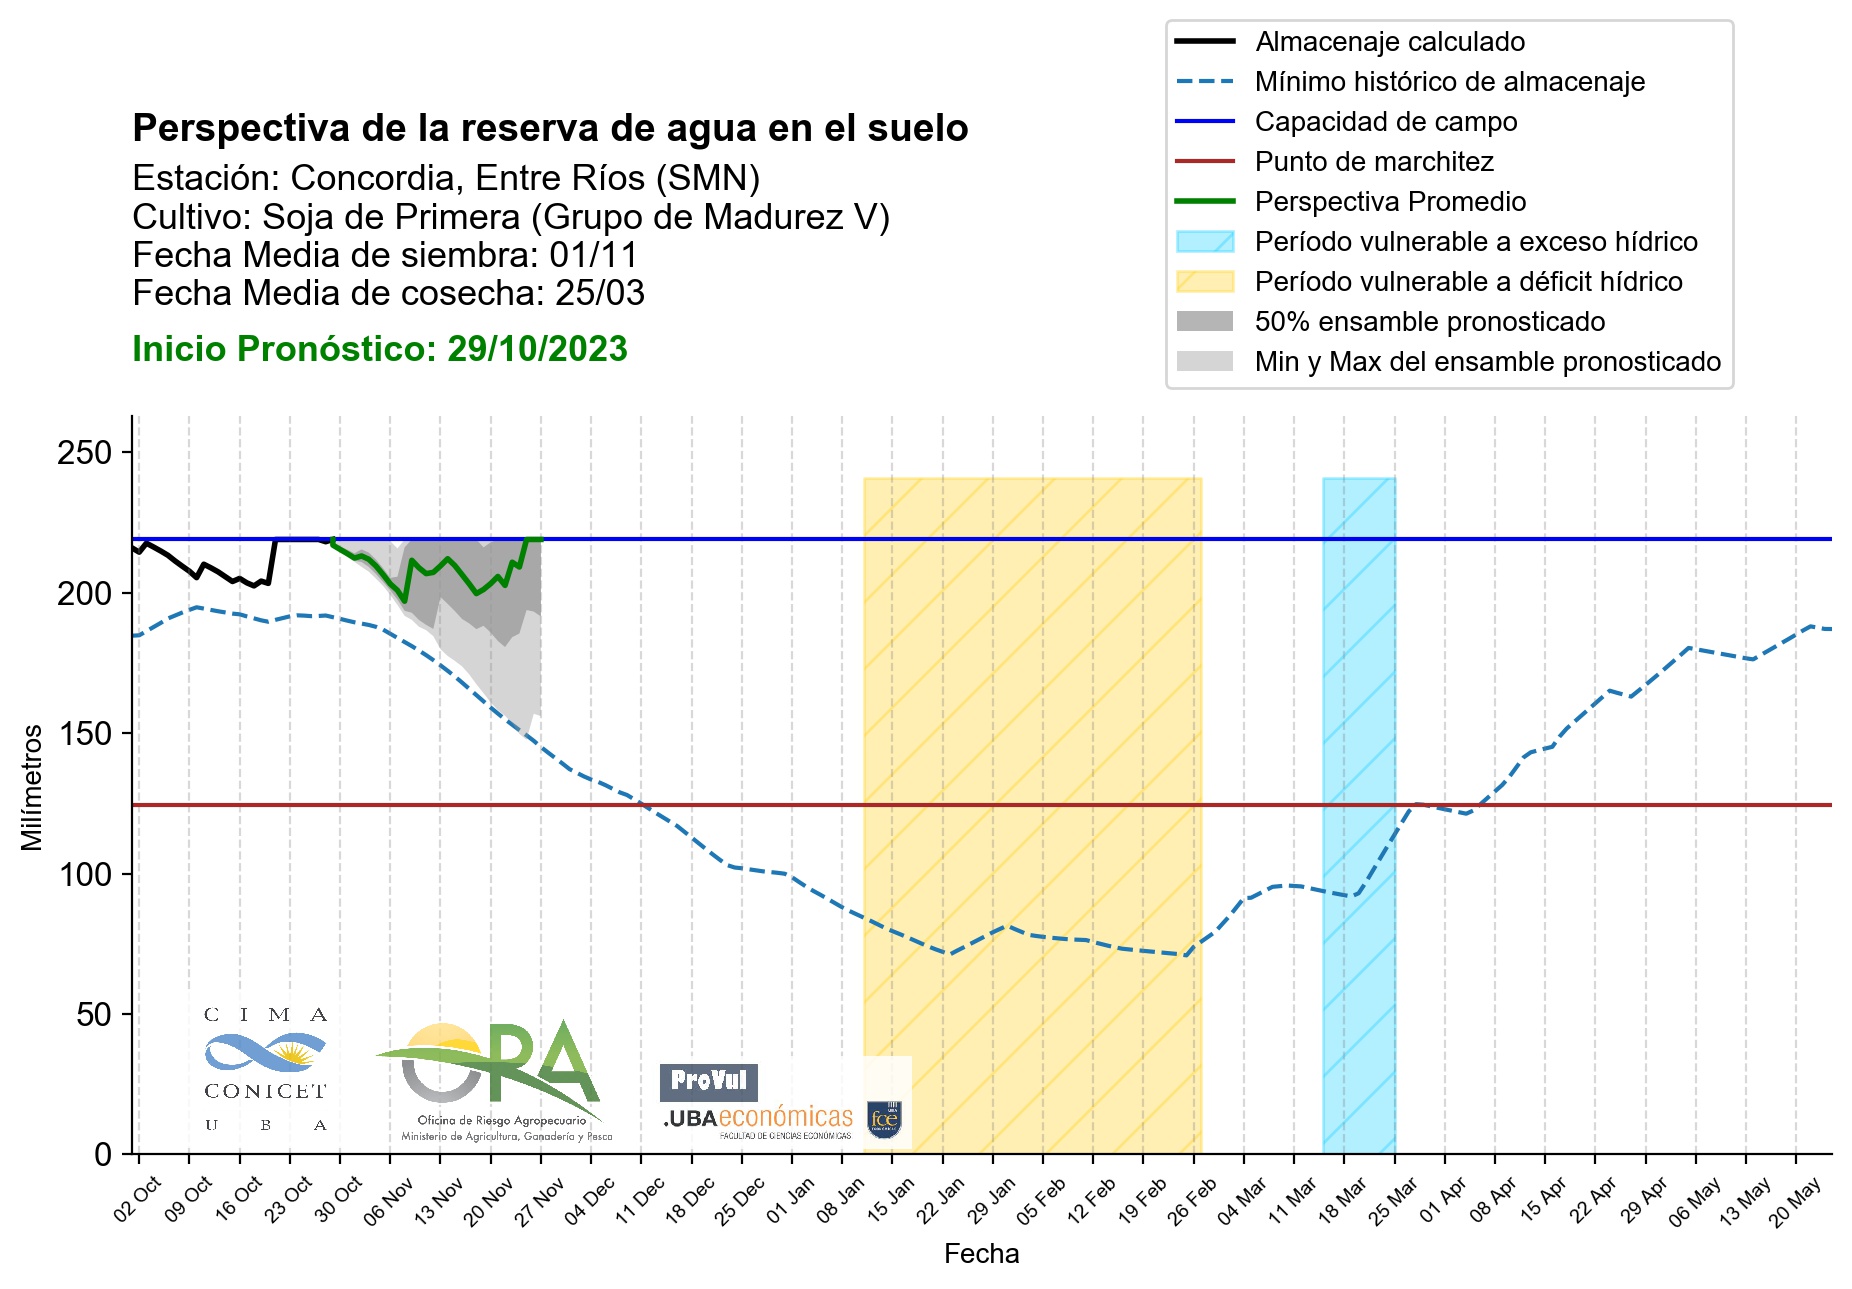 Almacenaje calculado
Mínimo histórico de almacenaje
Capacidad de campo
Punto de marchitez
Perspectiva Promedio
Período vulnerable a exceso hídrico
Período vulnerable a déficit hídrico
50% ensamble pronosticado
Min y Max del ensamble pronosticado
Perspectiva de la reserva de agua en el suelo
Estación: Concordia, Entre Ríos (SMN)
Cultivo: Soja de Primera (Grupo de Madurez V)
Fecha Media de siembra: 01/11
Fecha Media de cosecha: 25/03
Inicio Pronóstico: 29/10/2023
250
200
150
100
50
0
Milímetros
CIMA
CONICET
UBA
ORA
Oficina de Riesgo Agropecuario
Ministerio de Agricultura, Ganadería y Pesca
ProVul
.UBAeconómicas
FACULTAD DE CIENCIAS ECONÓMICAS
UBA
fce
ECONÓMICAS
02 Oct
09 Oct
16 Oct
23 Oct
30 Oct
06 Nov
13 Nov
20 Nov
27 Nov
04 Dec
11 Dec
18 Dec
25 Dec
01 Jan
08 Jan
15 Jan
22 Jan
29 Jan
05 Feb
12 Feb
19 Feb
26 Feb
04 Mar
11 Mar
18 Mar
25 Mar
01 Apr
08 Apr
15 Apr
22 Apr
29 Apr
06 May
13 May
20 May
Fecha